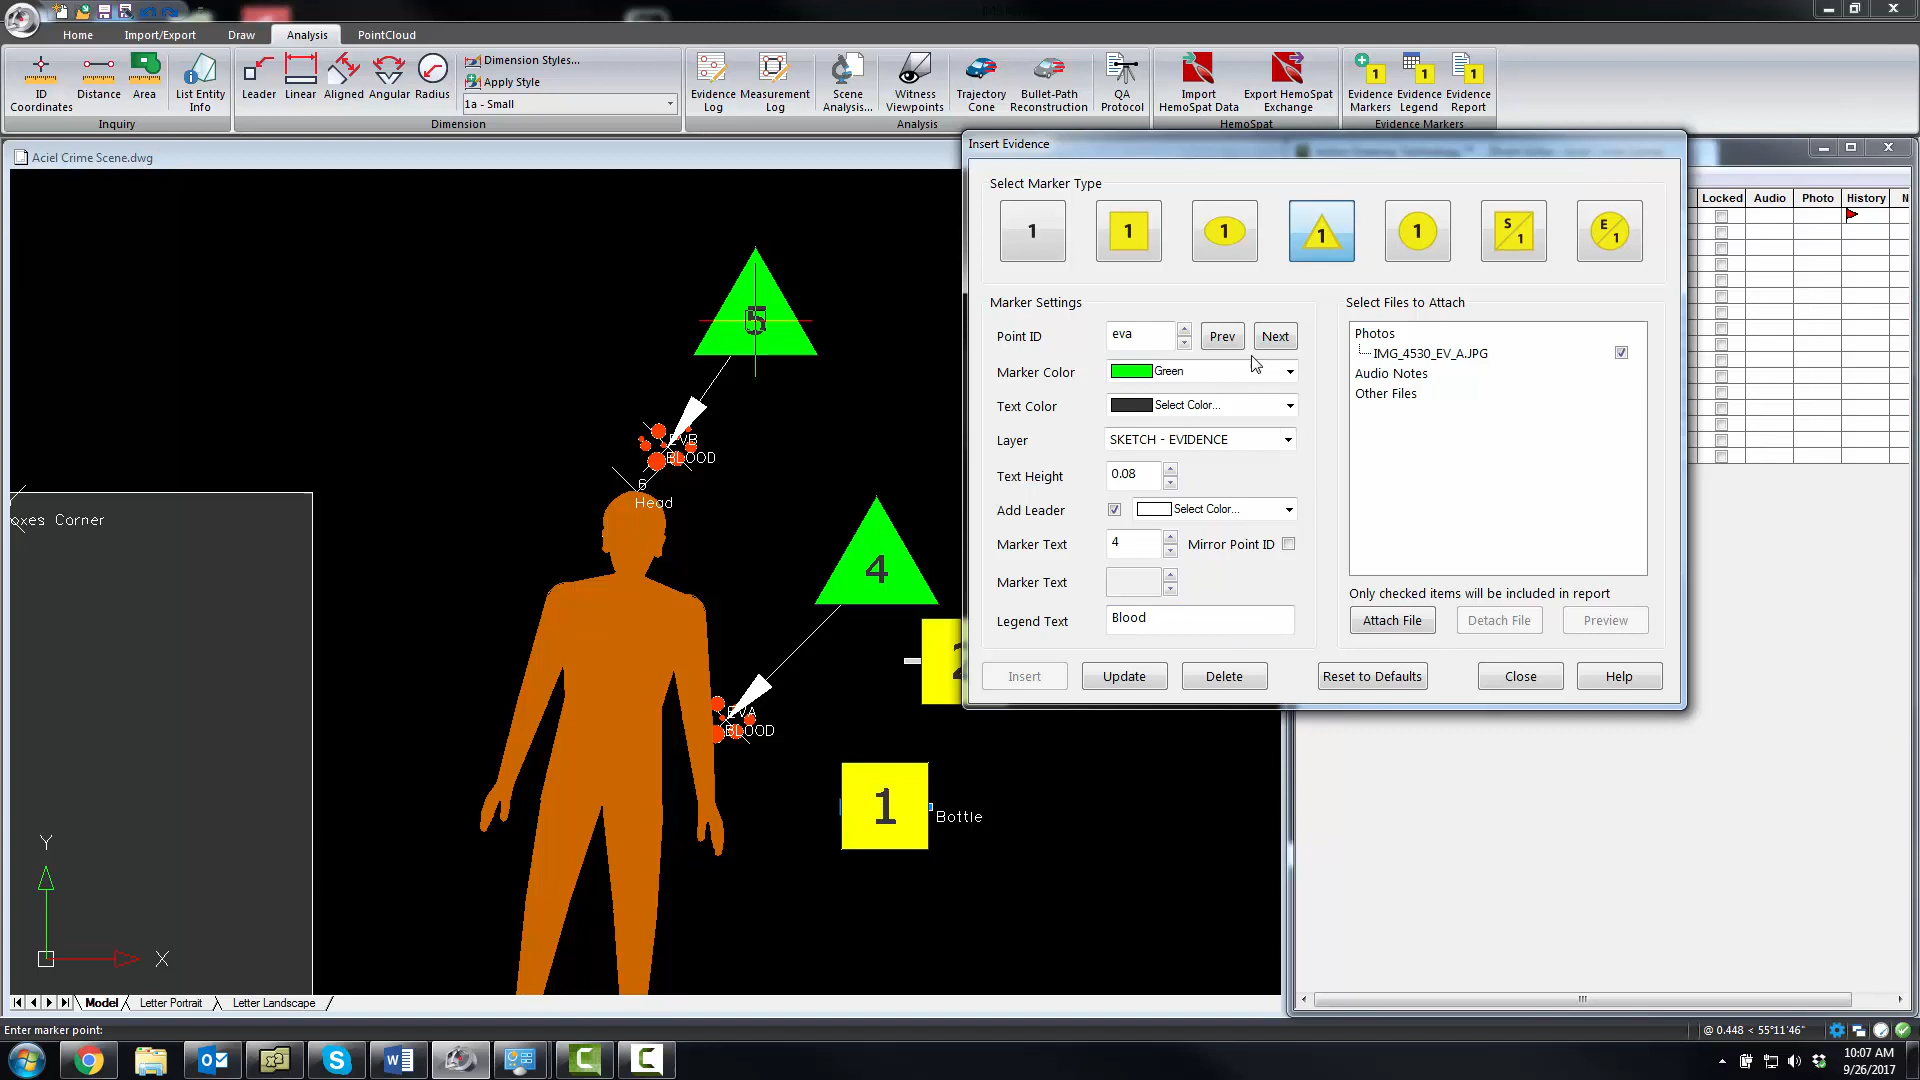 Home Import/Export Draw Analysis PointCloud
ID Coordinates
Distance
Area
List Entity Info
Inquiry
Leader
Linear
Aligned
Angular
Radius
Dimension Styles...
Apply Style
1a - Small
Dimension
Evidence Log
Measurement Log
Scene Analysis...
Witness Viewpoints
Trajectory Cone
Bullet-Path Reconstruction
QA Protocol
Analysis
Import HemoSpat Data
Export HemoSpat Exchange
HemoSpat
Evidence Markers
Evidence Legend
Evidence Report
Evidence Markers
Aciel Crime Scene.dwg
5
EVB
BLOOD
6
Head
oxes Corner
4
EVA
BLOOD
1
Bottle
Y
X
Insert Evidence
Select Marker Type
1
1
1
1
1
S 1
E 1
Marker Settings
Point ID eva Prev Next
Marker Color Green
Text Color Select Color...
Layer SKETCH - EVIDENCE
Text Height 0.08
Add Leader Select Color...
Marker Text 4 Mirror Point ID
Marker Text
Legend Text Blood
Select Files to Attach
Photos
IMG_4530_EV_A.JPG
Audio Notes
Other Files
Only checked items will be included in report
Attach File Detach File Preview
Insert Update Delete Reset to Defaults Close Help
Locked Audio Photo History N
Model Letter Portrait Letter Landscape
Enter marker point:
@ 0.448 < 55°11'46"
10:07 AM
9/26/2017